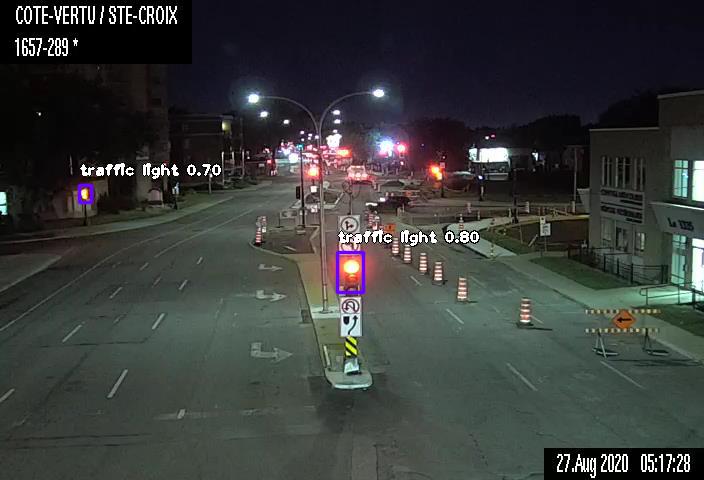 COTE-VERTU / STE-CROIX
1657-289 *
traffic light 0.70
traffic light 0.80
27.Aug 2020 05:17:28